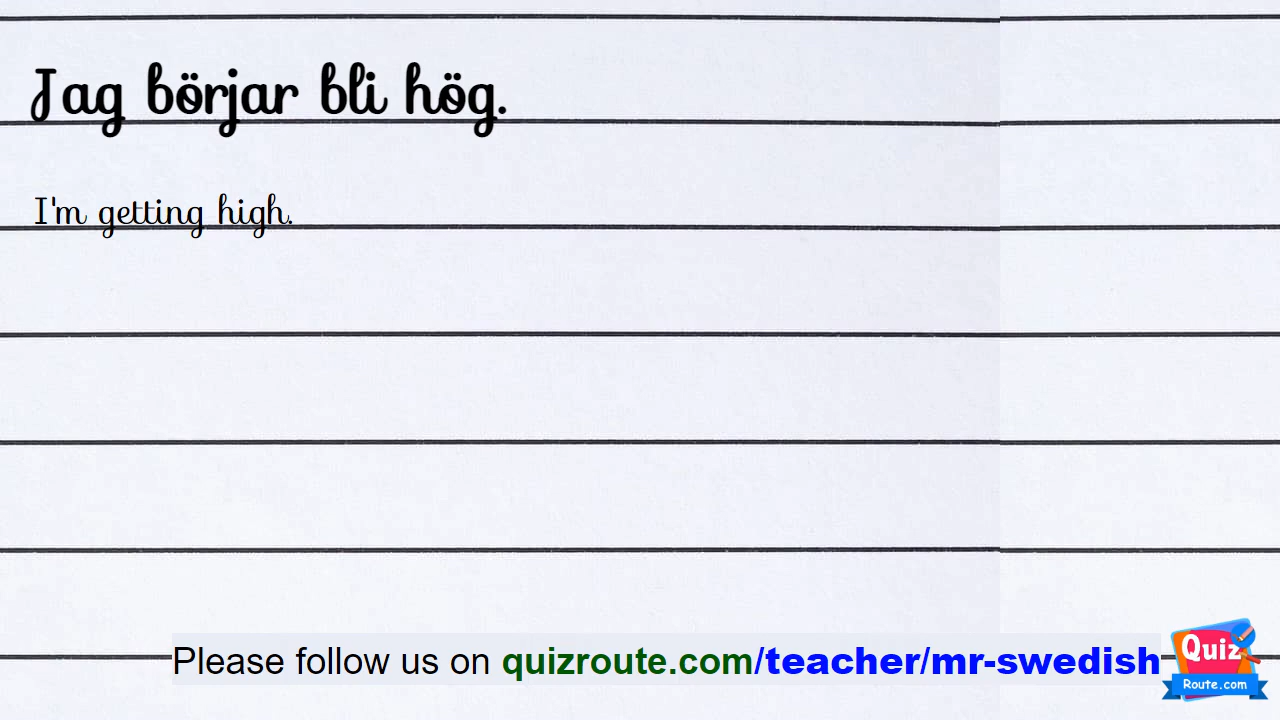 Jag börjar bli hög.
I'm getting high.
Please follow us on quizroute.com/teacher/mr-swedish
Quiz
Route.com